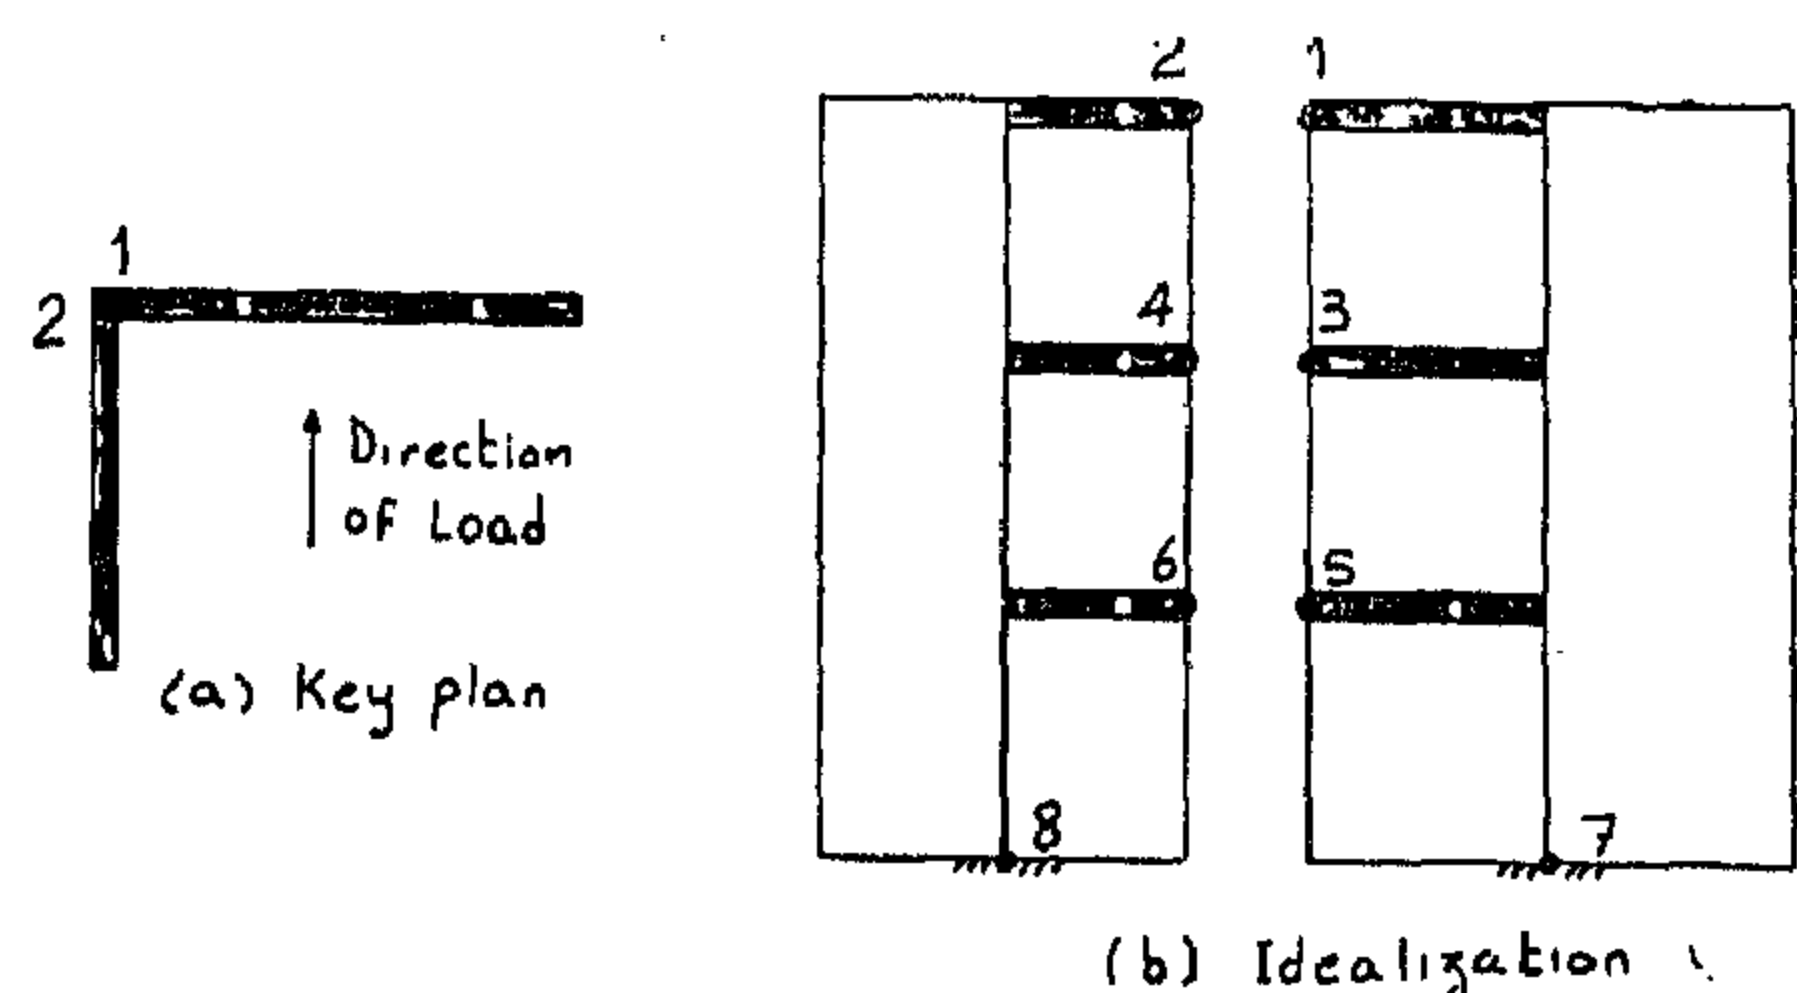 2 1
1
2
4 3
Direction
of Load
6 5
(a) Key plan
8 7
(b) Idealization